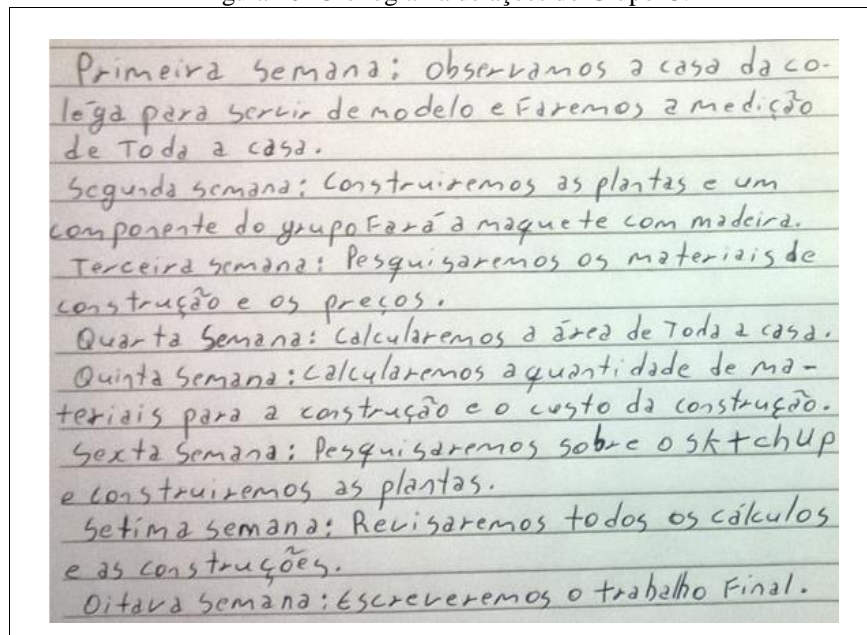 Primeira semana: Observamos a casa da co-
lega para servir de modelo e Faremos a medição
de Toda a casa.
Segunda semana: Construiremos as plantas e um
componente do grupo Fará a maquete com madeira.
Terceira semana: Pesquisaremos os materiais de
construção e os preços.
Quarta Semana: Calcularemos a área de Toda a casa.
Quinta Semana: Calcularemos a quantidade de ma-
teriais para a construção e o custo da construção.
Sexta Semana: Pesquisaremos sobre o sktchUp
e construiremos as plantas.
Setima semana: Revisaremos todos os cálculos
e as construções.
Oitava Semana: Escreveremos o trabalho Final.